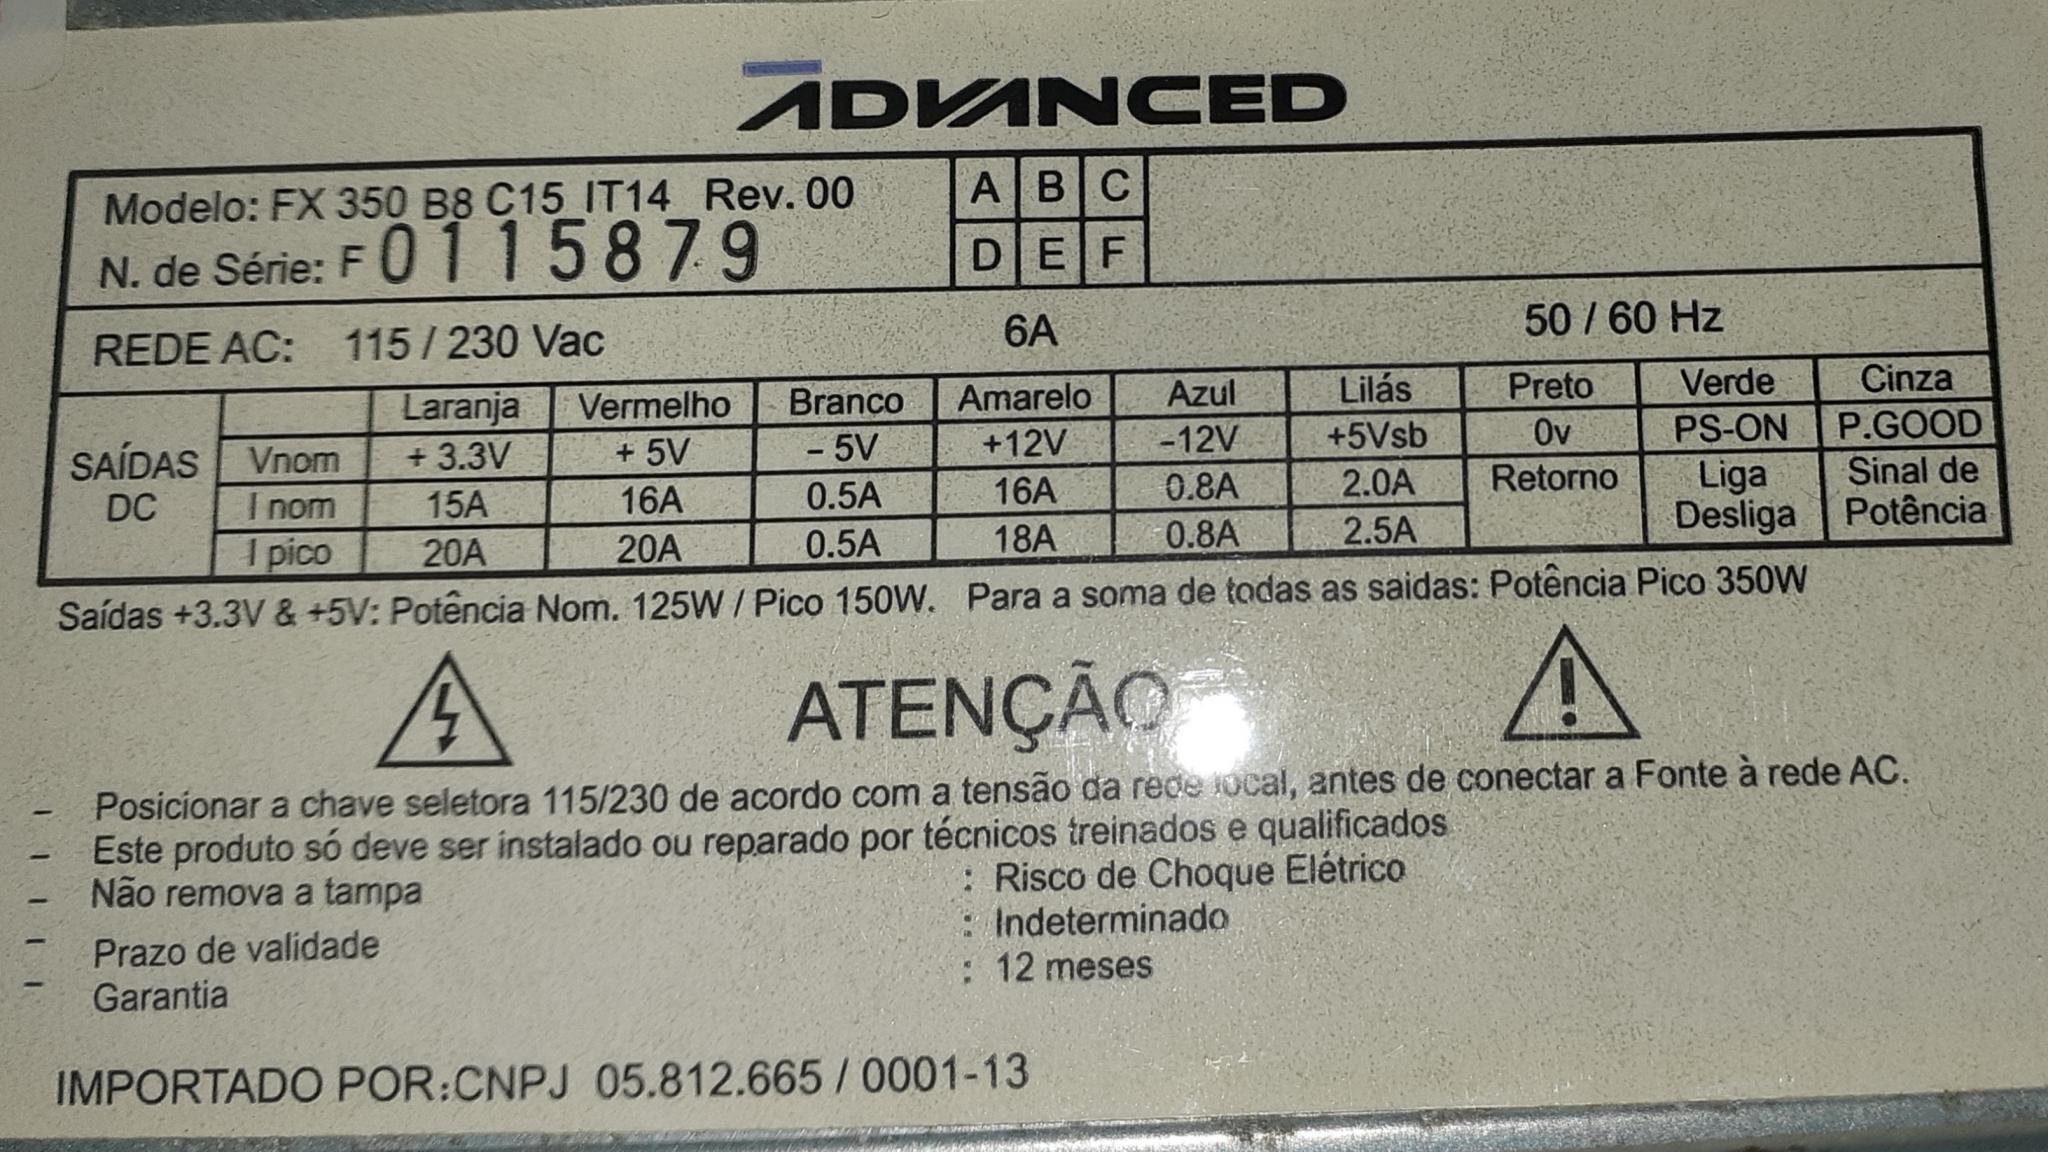 ADVANCED
Modelo: FX 350 B8 C15 IT14 Rev. 00
N. de Série: F 0115879
A B C
D E F
REDE AC: 115 / 230 Vac 6A 50 / 60 Hz
SAÍDAS DC
Laranja Vermelho Branco Amarelo Azul Lilás Preto Verde Cinza
Vnom + 3.3V + 5V - 5V +12V -12V +5Vsb 0v PS-ON P.GOOD
I nom 15A 16A 0.5A 16A 0.8A 2.0A Retorno Liga Sinal de
I pico 20A 20A 0.5A 18A 0.8A 2.5A Desliga Potência
Saídas +3.3V & +5V: Potência Nom. 125W / Pico 150W. Para a soma de todas as saidas: Potência Pico 350W
ATENÇÃO
- Posicionar a chave seletora 115/230 de acordo com a tensão da rede local, antes de conectar a Fonte à rede AC.
- Este produto só deve ser instalado ou reparado por técnicos treinados e qualificados
- Não remova a tampa : Risco de Choque Elétrico
- Prazo de validade : Indeterminado
- Garantia : 12 meses
IMPORTADO POR:CNPJ 05.812.665 / 0001-13